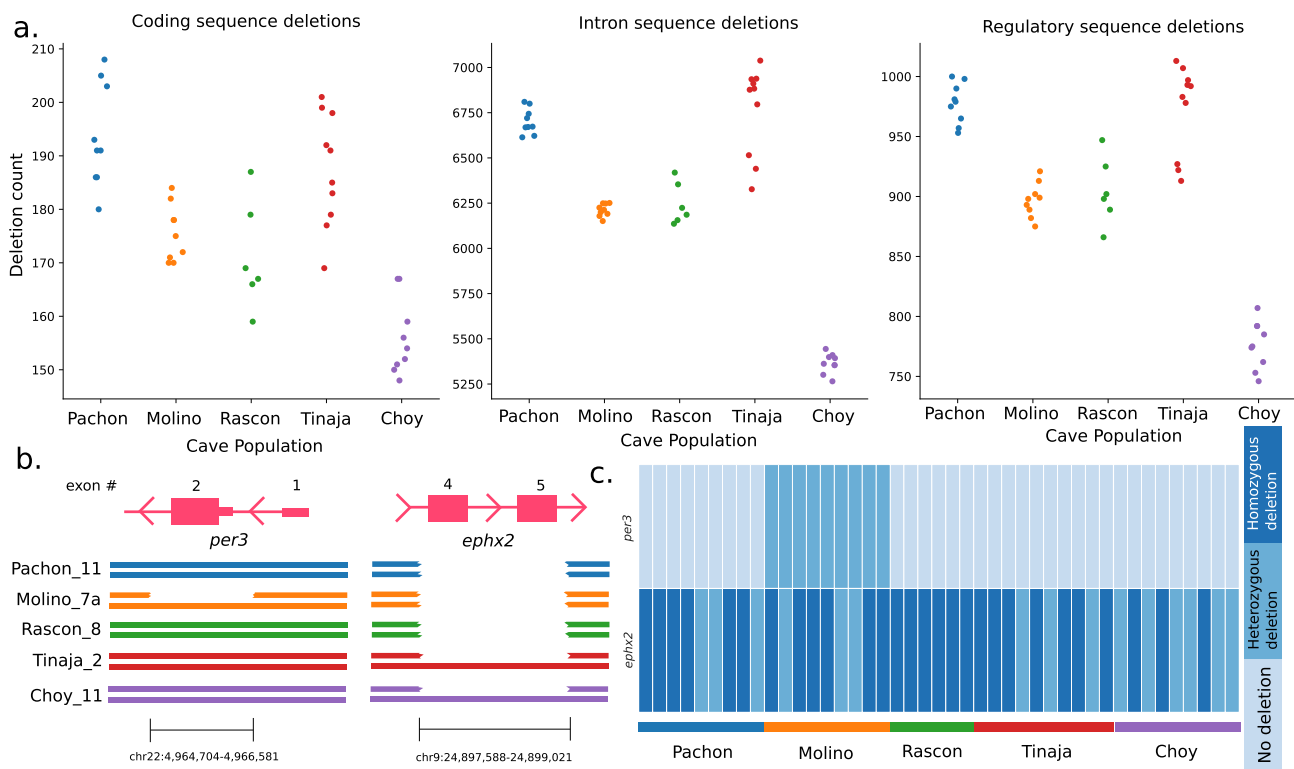 a.
Coding sequence deletions
Intron sequence deletions
Regulatory sequence deletions
Deletion count
210
200
190
180
170
160
150
7000
6750
6500
6250
6000
5750
5500
5250
1000
950
900
850
800
750
Pachon Molino Rascon Tinaja Choy
Pachon Molino Rascon Tinaja Choy
Pachon Molino Rascon Tinaja Choy
Cave Population
Cave Population
Cave Population
b.
exon #
2
1
4
5
per3
ephx2
Pachon_11
Molino_7a
Rascon_8
Tinaja_2
Choy_11
chr22:4,964,704-4,966,581
chr9:24,897,588-24,899,021
c.
per3
ephx2
Pachon
Molino
Rascon
Tinaja
Choy
Homozygous
deletion
Heterozygous
deletion
No deletion